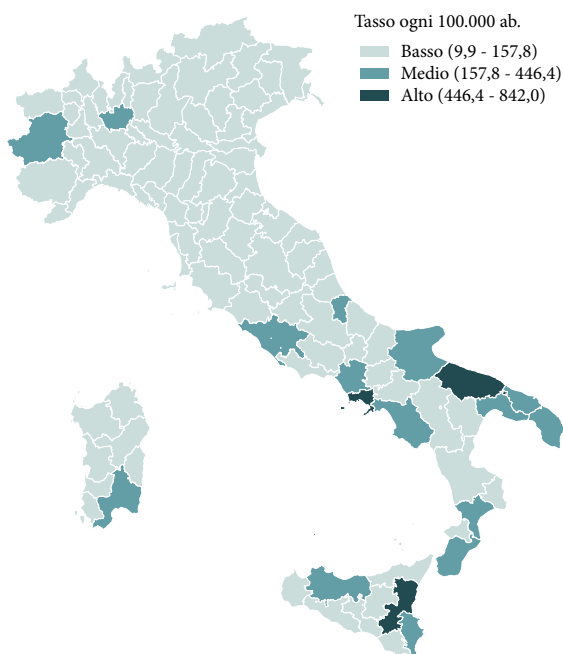 Tasso ogni 100.000 ab.
Basso (9,9 - 157,8)
Medio (157,8 - 446,4)
Alto (446,4 - 842,0)